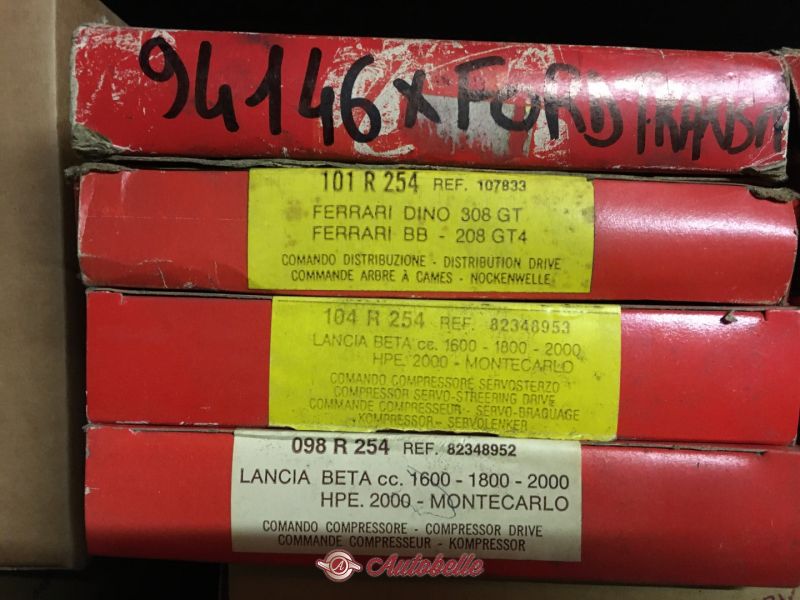 94146 x FORD TRANSIT
101 R 254 REF. 107833
FERRARI DINO 308 GT
FERRARI BB - 208 GT4
COMANDO DISTRIBUZIONE - DISTRIBUTION DRIVE
COMMANDE ARBRE À CAMES - NOCKENWELLE
104 R 254 REF. 82348953
LANCIA BETA cc. 1600 - 1800 - 2000
HPE. 2000 - MONTECARLO
COMANDO COMPRESSORE SERVOSTERZO
COMPRESSOR SERVO-STREERING DRIVE
COMMANDE COMPRESSEUR - SERVO-BRAQUAGE
KOMPRESSOR - SERVOLENKER
098 R 254 REF. 82348952
LANCIA BETA cc. 1600 - 1800 - 2000
HPE. 2000 - MONTECARLO
COMANDO COMPRESSORE - COMPRESSOR DRIVE
COMMANDE COMPRESSEUR - KOMPRESSOR
Autobelle